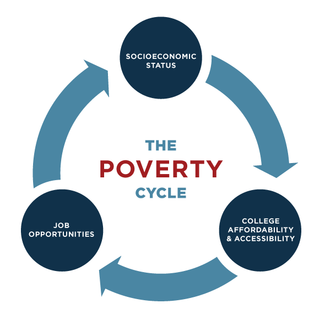 SOCIOECONOMIC
STATUS
THE
POVERTY
CYCLE
JOB
OPPORTUNITIES
COLLEGE
AFFORDABILITY
& ACCESSIBILITY